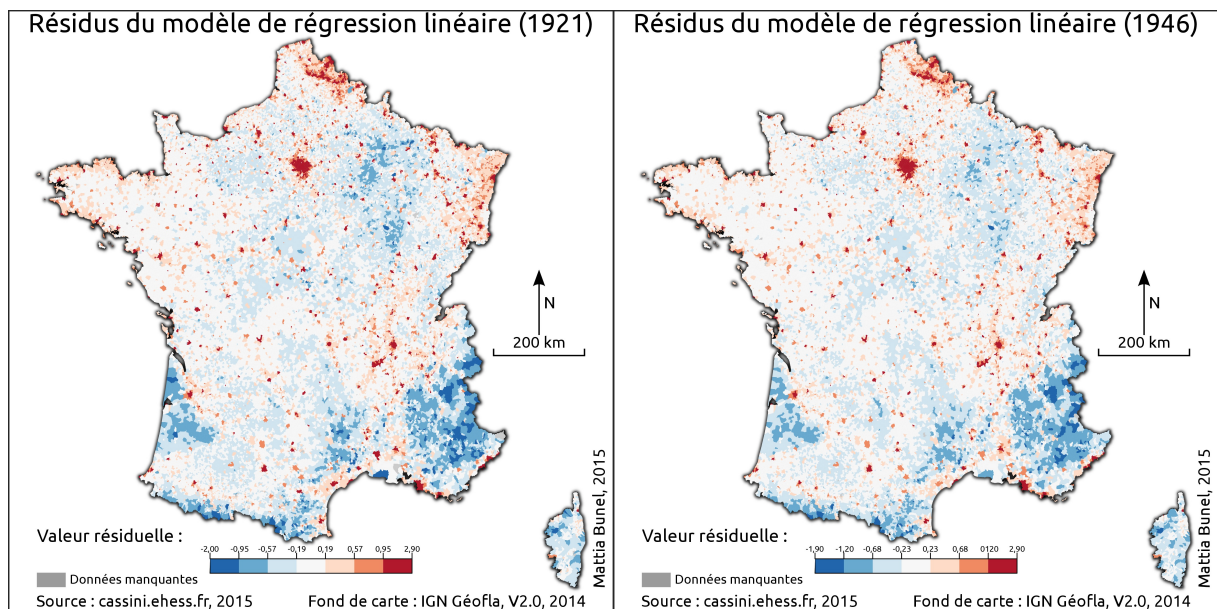 Résidus du modèle de régression linéaire (1921)
N
200 km
Mattia Bunel, 2015
Valeur résiduelle :
-2,00 -0,95 -0,57 -0,19 0,19 0,57 0,95 2,90
Données manquantes
Source : cassini.ehess.fr, 2015 Fond de carte : IGN Géofla, V2.0, 2014
Résidus du modèle de régression linéaire (1946)
N
200 km
Mattia Bunel, 2015
Valeur résiduelle :
-1,90 -1,20 -0,68 -0,23 0,23 0,68 0120 2,90
Données manquantes
Source : cassini.ehess.fr, 2015 Fond de carte : IGN Géofla, V2.0, 2014